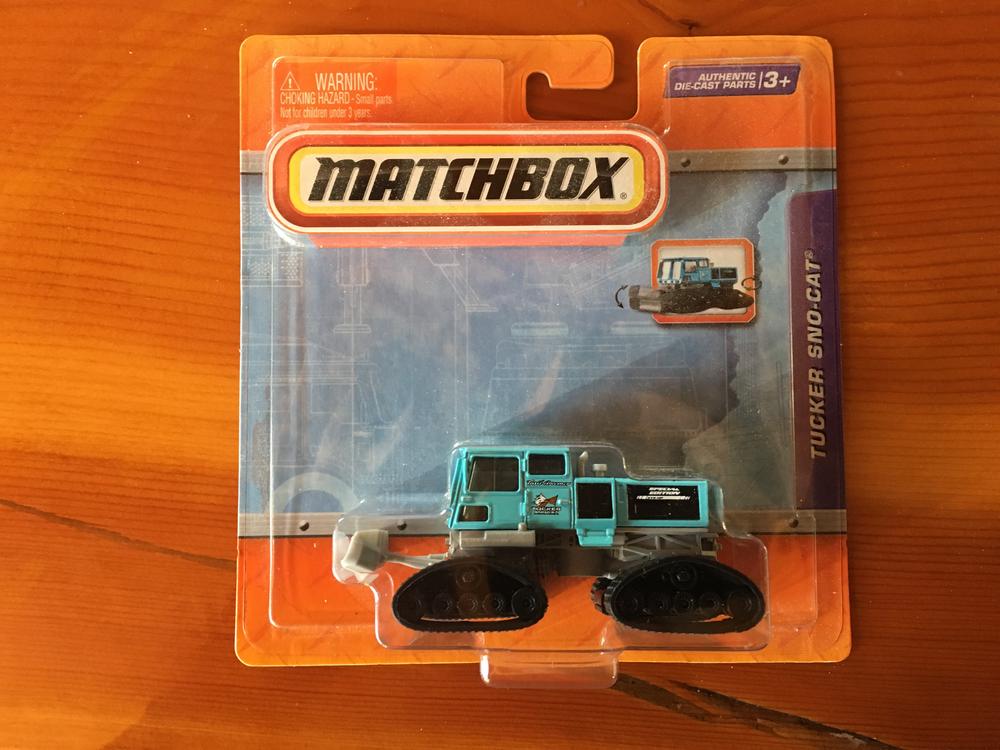 WARNING:
CHOKING HAZARD - Small parts.
Not for children under 3 years.
AUTHENTIC
DIE-CAST PARTS 3+
MATCHBOX®
TUCKER SNO-CAT®
SPECIAL
EDITION
TUCKER